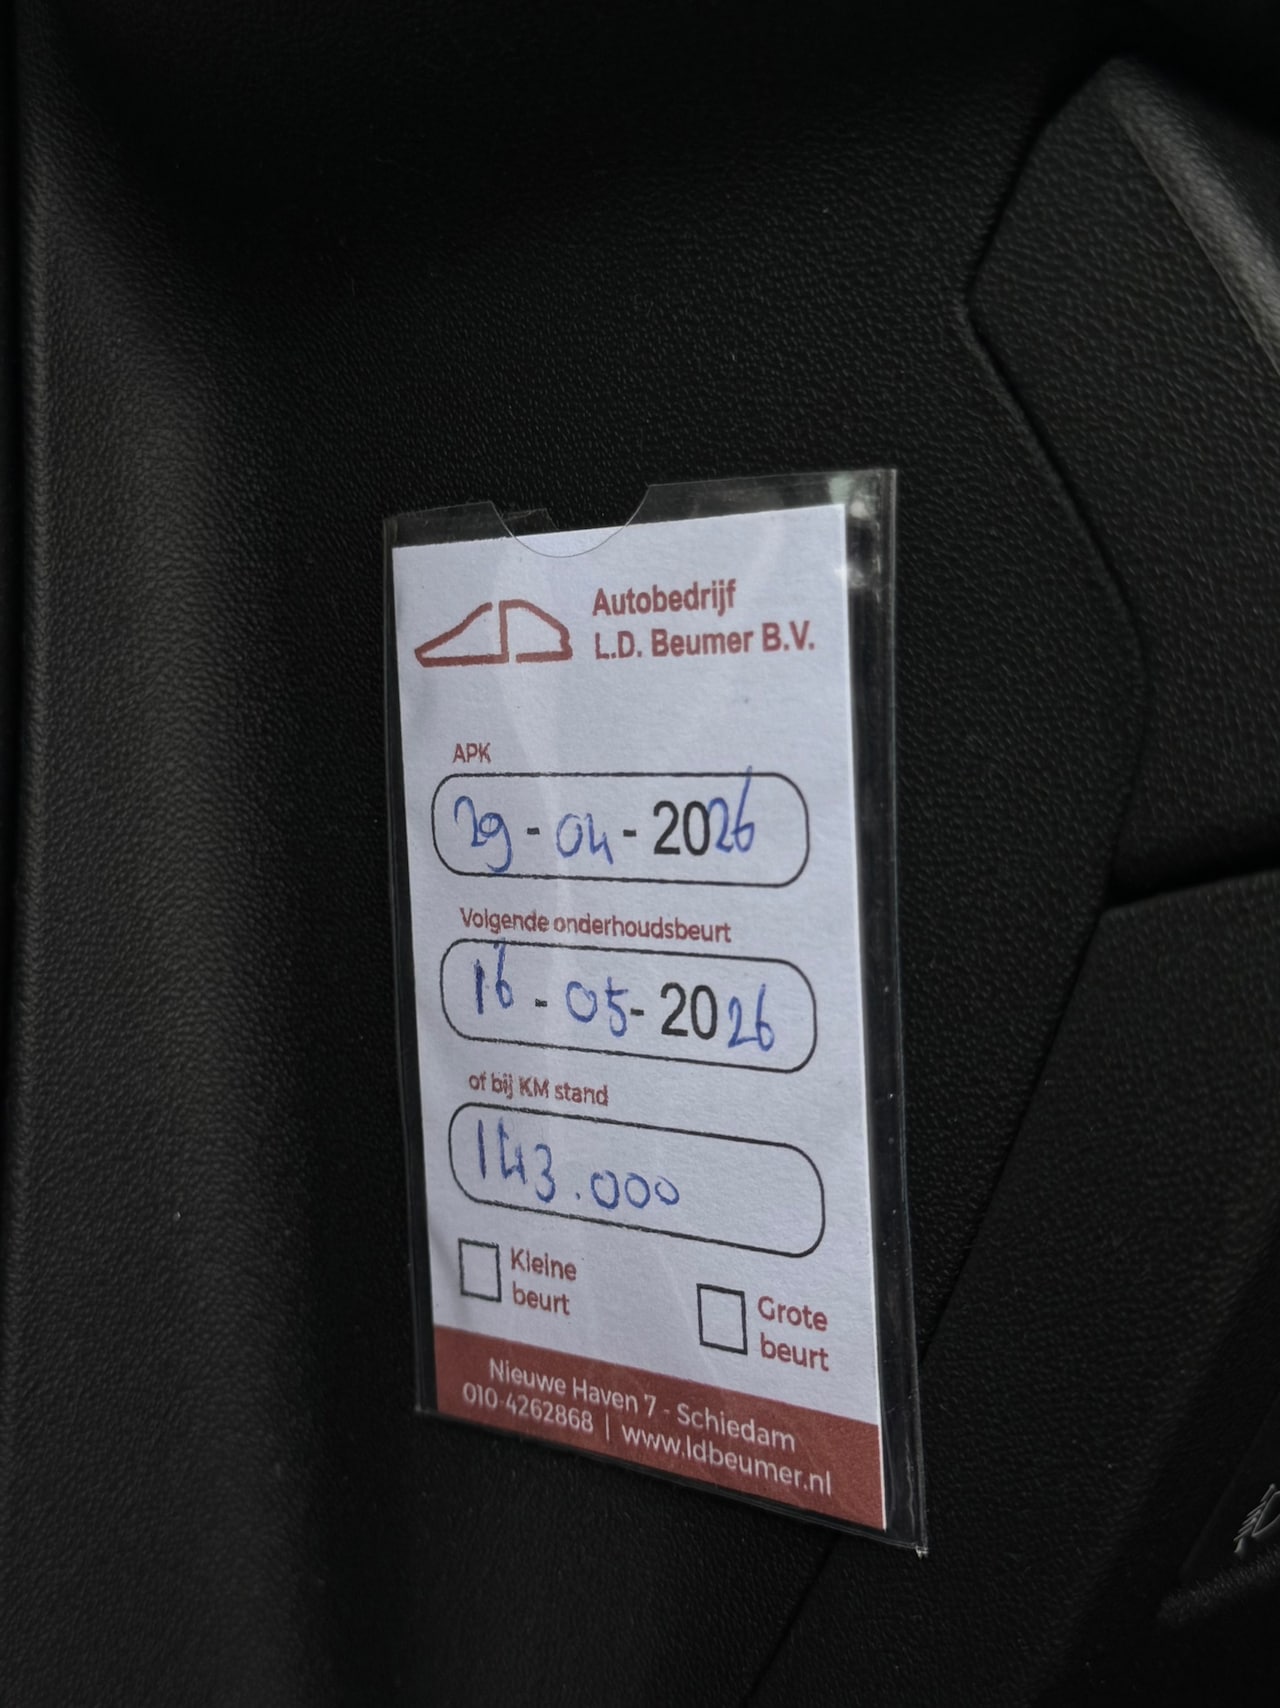 Autobedrijf
L.D. Beumer B.V.
APK
29-04-2026
Volgende onderhoudsbeurt
16-05-2026
of bij KM stand
143.000
Kleine
beurt
Grote
beurt
Nieuwe Haven 7 - Schiedam
010-4262868 | www.ldbeumer.nl